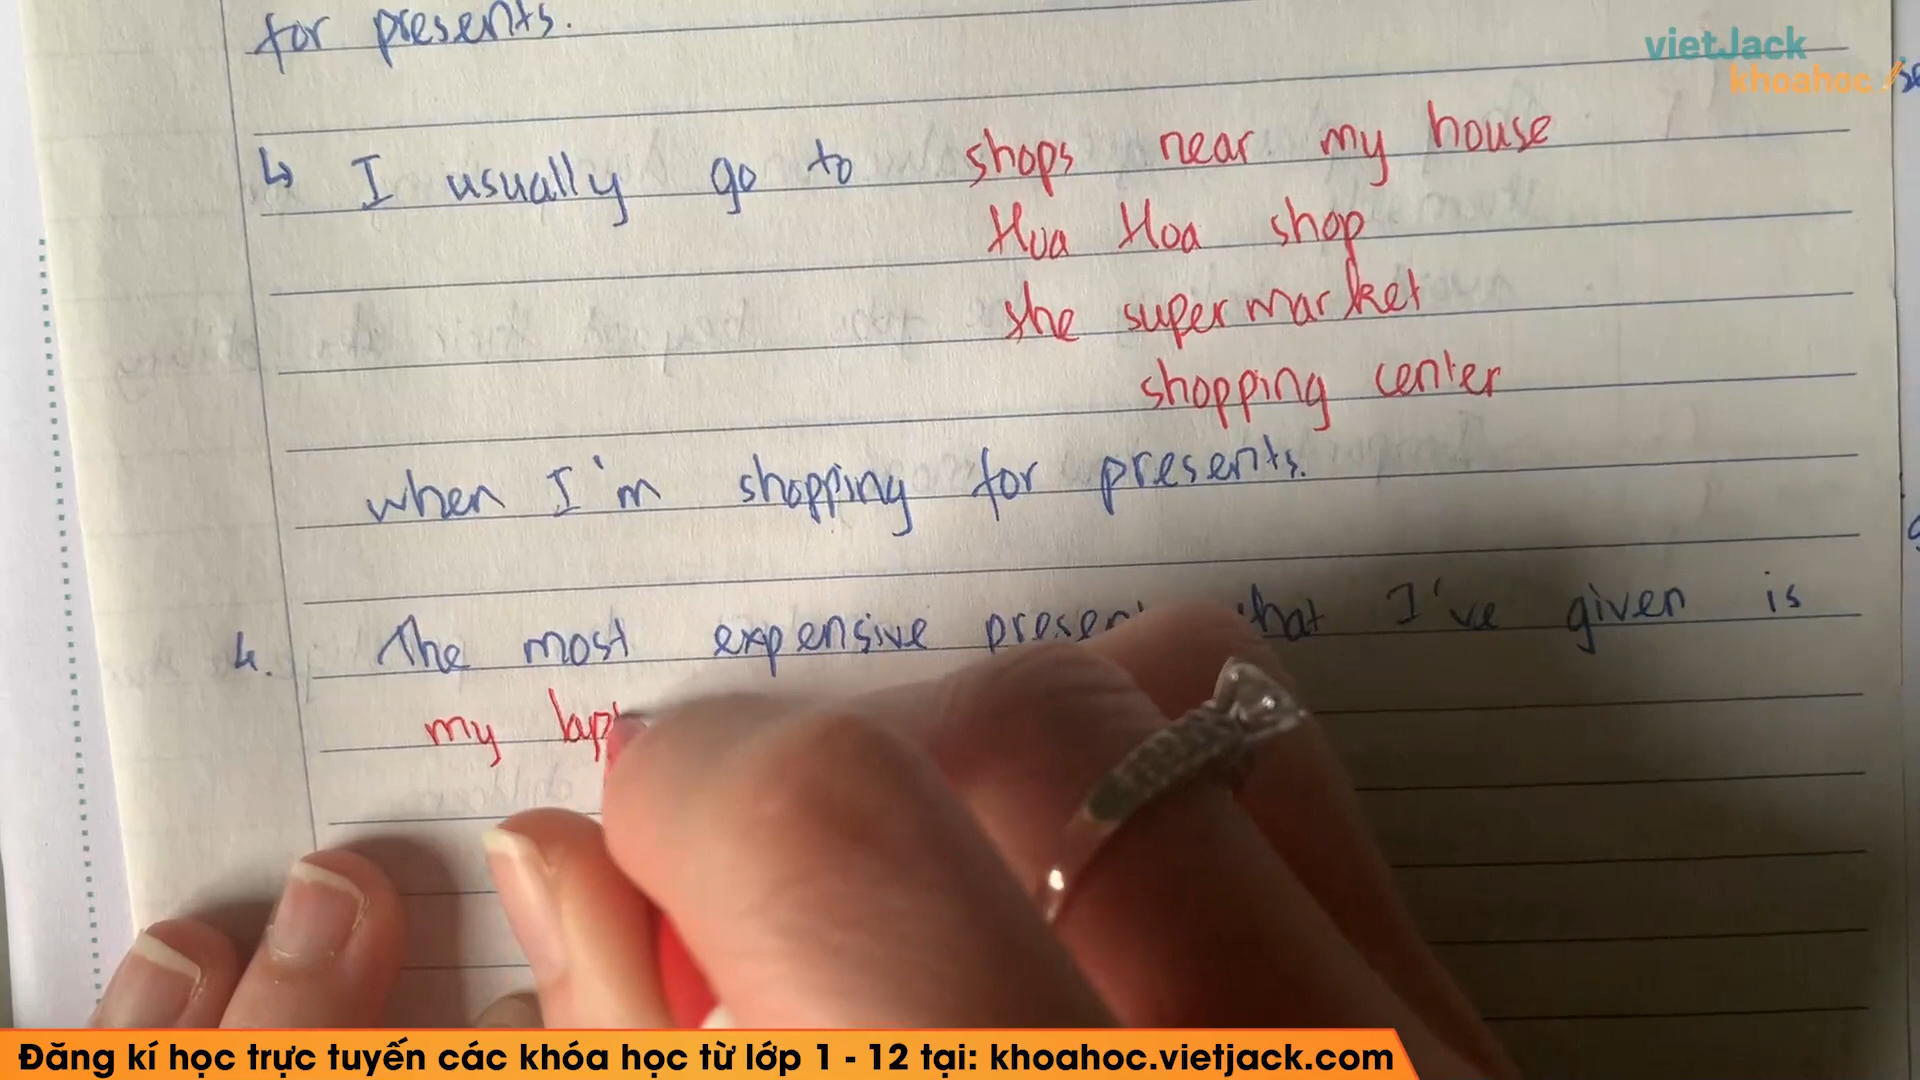 for presents.
vietJack
khoahoc
↳ I usually go to shops near my house
Hoa Hoa shop
the supermarket
shopping center
when I'm shopping for presents.
4. The most expensive present that I've given is
my
Đăng kí học trực tuyến các khóa học từ lớp 1 - 12 tại: khoahoc.vietjack.com